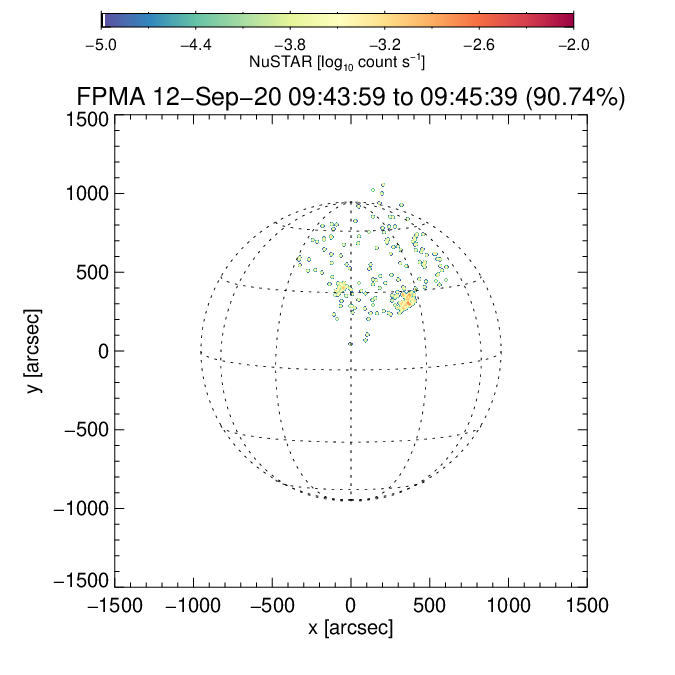 −5.0 −4.4 −3.8 −3.2 −2.6 −2.0
NuSTAR [log₁₀ count s⁻¹]
FPMA 12−Sep−20 09:43:59 to 09:45:39 (90.74%)
1500
1000
500
0
−500
−1000
−1500
y [arcsec]
−1500 −1000 −500 0 500 1000 1500
x [arcsec]